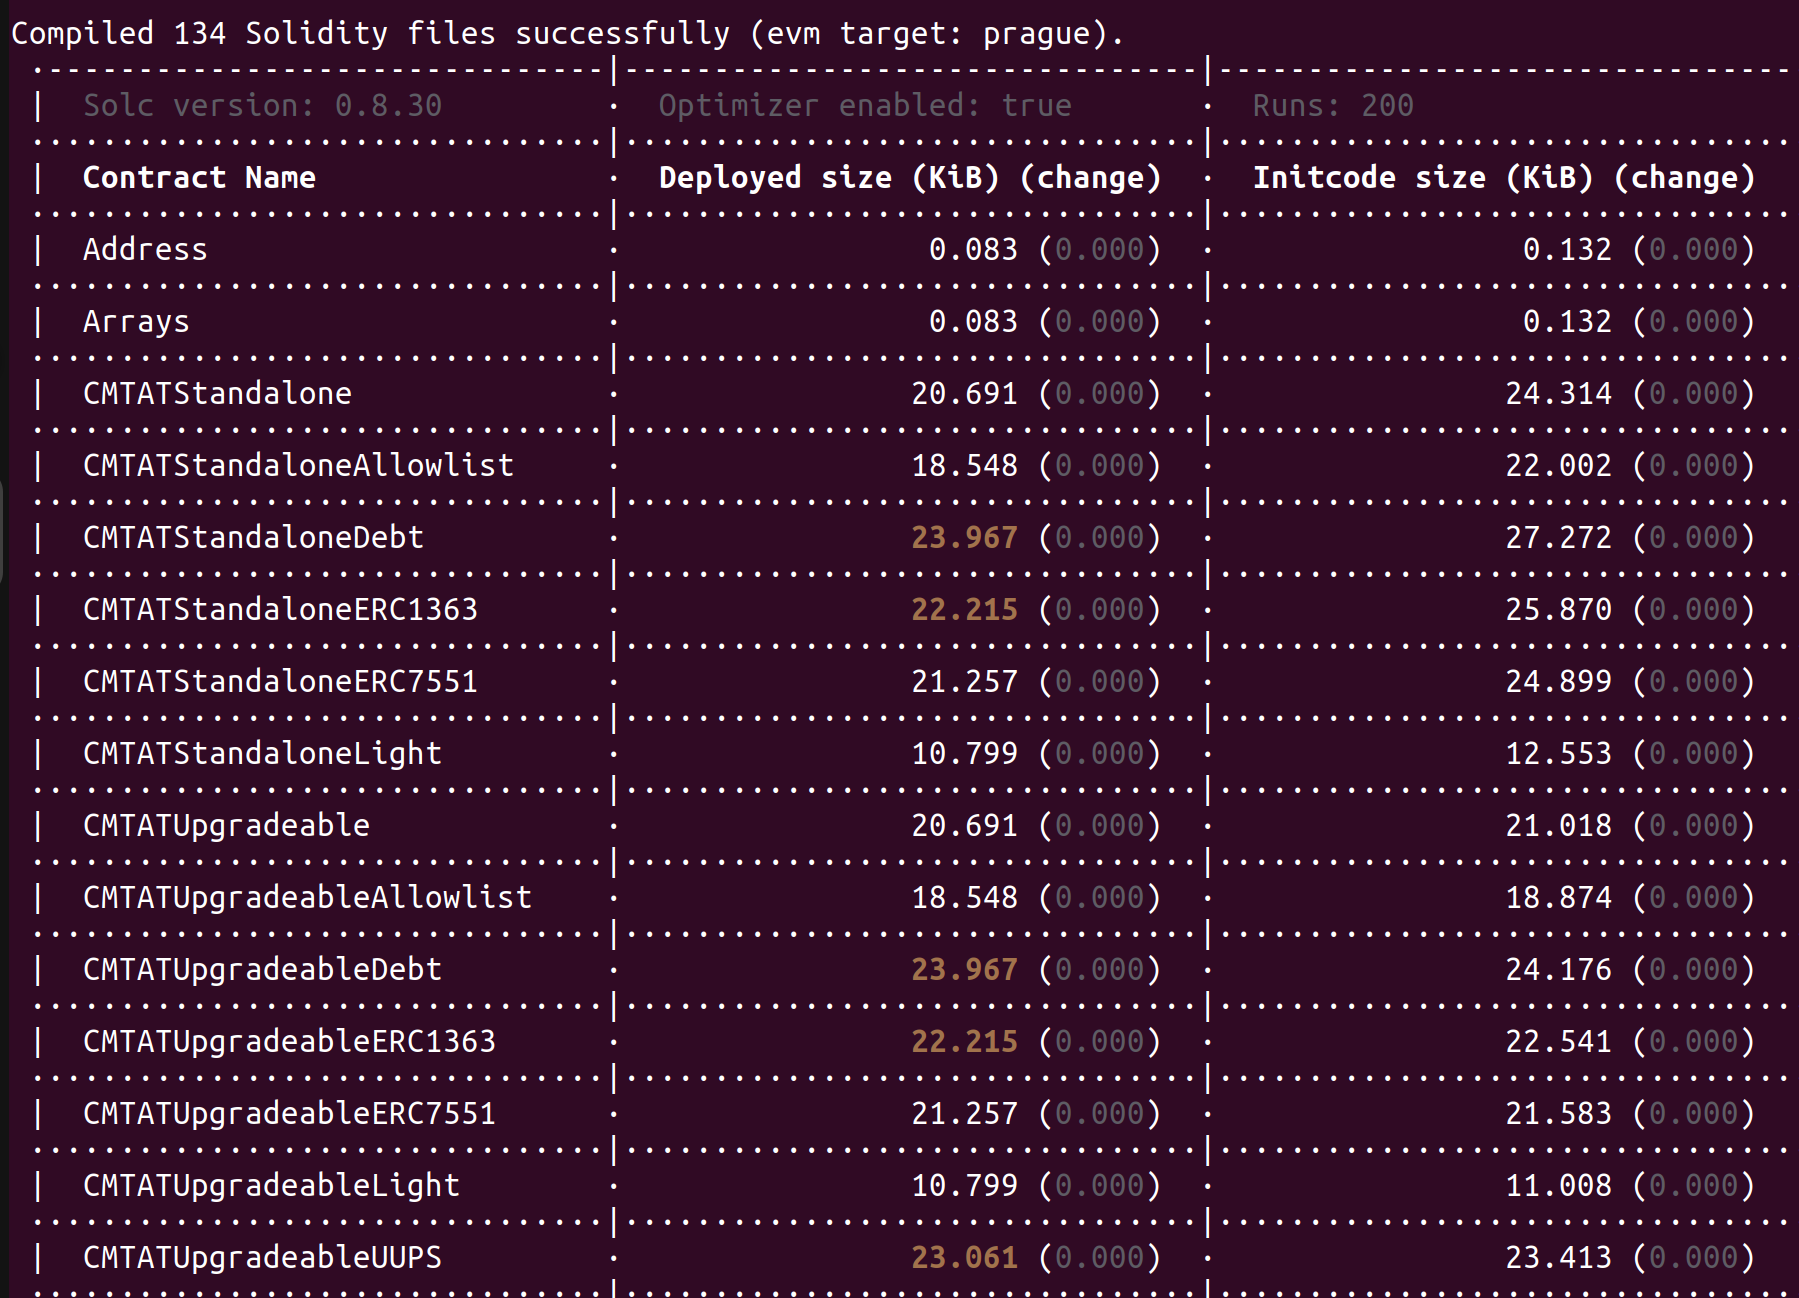 Compiled 134 Solidity files successfully (evm target: prague).
| Solc version: 0.8.30 · Optimizer enabled: true · Runs: 200
| Contract Name · Deployed size (KiB) (change) · Initcode size (KiB) (change)
| Address · 0.083 (0.000) · 0.132 (0.000)
| Arrays · 0.083 (0.000) · 0.132 (0.000)
| CMTATStandalone · 20.691 (0.000) · 24.314 (0.000)
| CMTATStandaloneAllowlist · 18.548 (0.000) · 22.002 (0.000)
| CMTATStandaloneDebt · 23.967 (0.000) · 27.272 (0.000)
| CMTATStandaloneERC1363 · 22.215 (0.000) · 25.870 (0.000)
| CMTATStandaloneERC7551 · 21.257 (0.000) · 24.899 (0.000)
| CMTATStandaloneLight · 10.799 (0.000) · 12.553 (0.000)
| CMTATUpgradeable · 20.691 (0.000) · 21.018 (0.000)
| CMTATUpgradeableAllowlist · 18.548 (0.000) · 18.874 (0.000)
| CMTATUpgradeableDebt · 23.967 (0.000) · 24.176 (0.000)
| CMTATUpgradeableERC1363 · 22.215 (0.000) · 22.541 (0.000)
| CMTATUpgradeableERC7551 · 21.257 (0.000) · 21.583 (0.000)
| CMTATUpgradeableLight · 10.799 (0.000) · 11.008 (0.000)
| CMTATUpgradeableUUPS · 23.061 (0.000) · 23.413 (0.000)